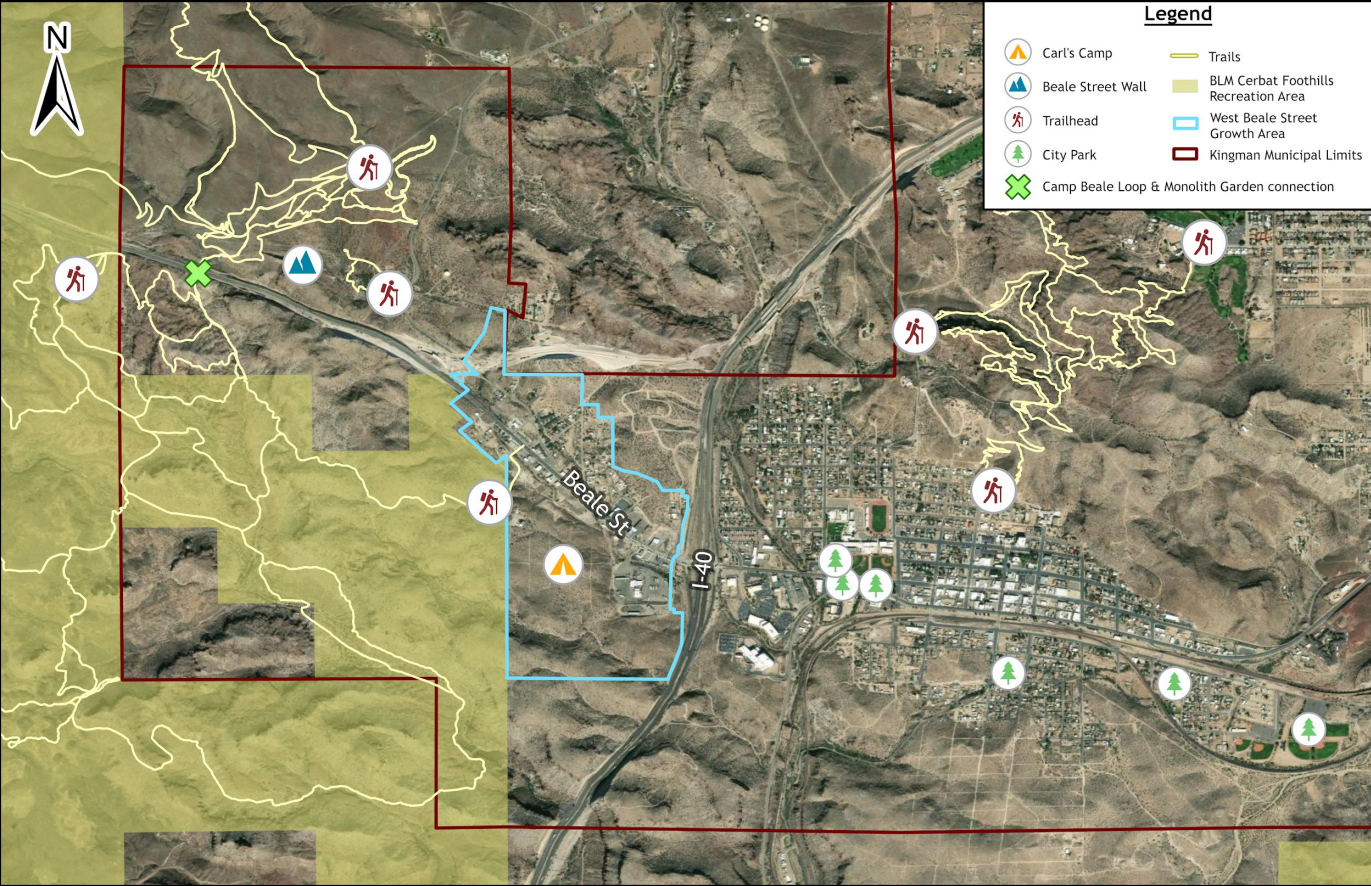 N
Legend
Carl's Camp
Beale Street Wall
Trailhead
City Park
Camp Beale Loop & Monolith Garden connection
Trails
BLM Cerbat Foothills
Recreation Area
West Beale Street
Growth Area
Kingman Municipal Limits
Beale St
I-40